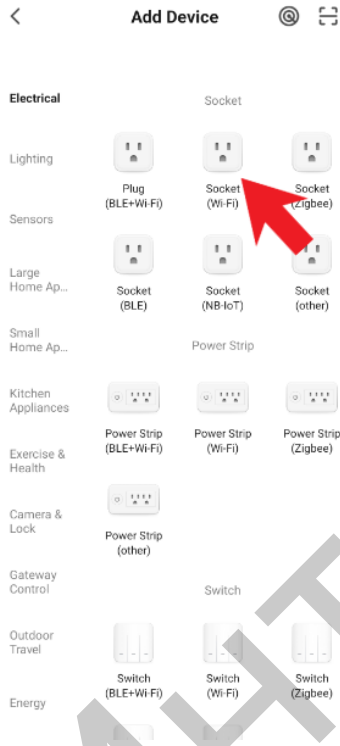 Add Device
Electrical
Lighting
Sensors
Large
Home Ap...
Small
Home Ap...
Kitchen
Appliances
Exercise &
Health
Camera &
Lock
Gateway
Control
Outdoor
Travel
Energy
Socket
Plug
(BLE+Wi-Fi)
Socket
(Wi-Fi)
Socket
(Zigbee)
Socket
(BLE)
Socket
(NB-IoT)
Socket
(other)
Power Strip
Power Strip
(BLE+Wi-Fi)
Power Strip
(Wi-Fi)
Power Strip
(Zigbee)
Power Strip
(other)
Switch
Switch
(BLE+Wi-Fi)
Switch
(Wi-Fi)
Switch
(Zigbee)